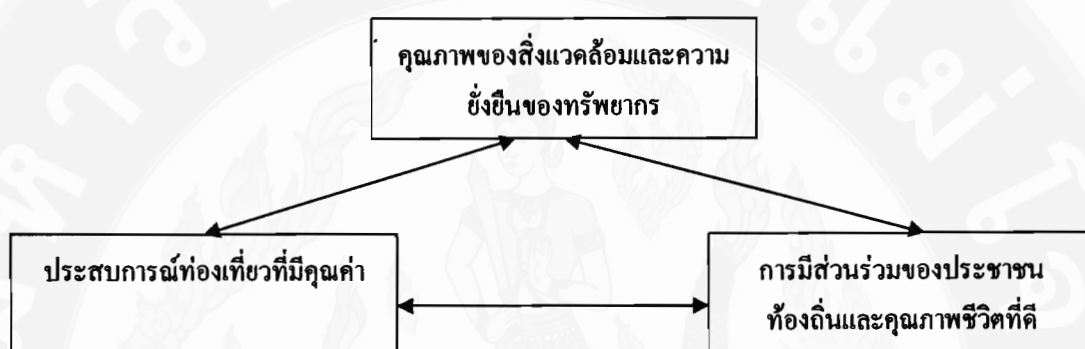 คุณภาพของสิ่งแวดล้อมและความ
ยั่งยืนของทรัพยากร
ประสบการณ์ท่องเที่ยวที่มีคุณค่า
การมีส่วนร่วมของประชาชน
ท้องถิ่นและคุณภาพชีวิตที่ดี